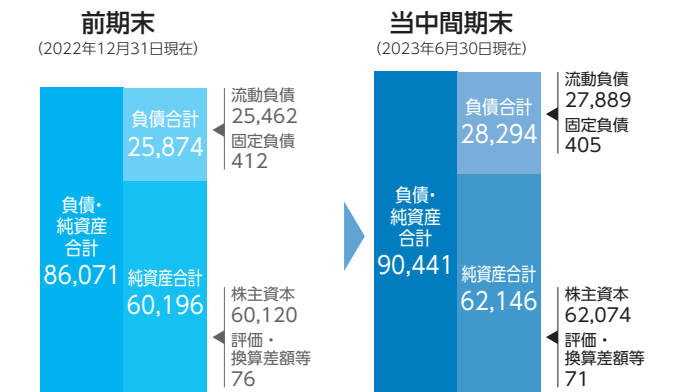 前期末
(2022年12月31日現在)
負債・
純資産
合計
86,071
負債合計
25,874
純資産合計
60,196
流動負債
25,462
固定負債
412
株主資本
60,120
評価・
換算差額等
76
当中間期末
(2023年6月30日現在)
負債・
純資産
合計
90,441
負債合計
28,294
純資産合計
62,146
流動負債
27,889
固定負債
405
株主資本
62,074
評価・
換算差額等
71